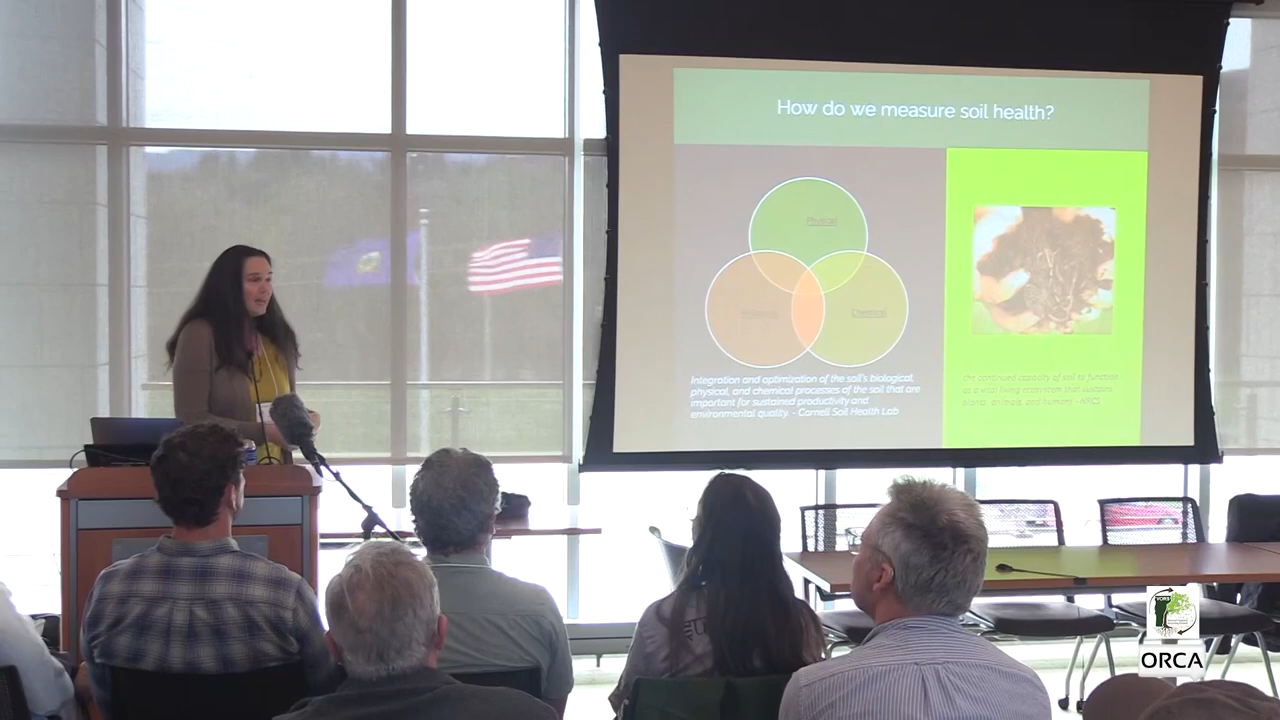 How do we measure soil health?
Physical
Biological
Chemical
Integration and optimization of the soil's biological,
physical, and chemical processes of the soil that are
important for sustained productivity and
environmental quality. - Cornell Soil Health Lab
the continued capacity of soil to function
as a vital living ecosystem that sustains
plants, animals, and humans -NRCS
VORS
ORCA